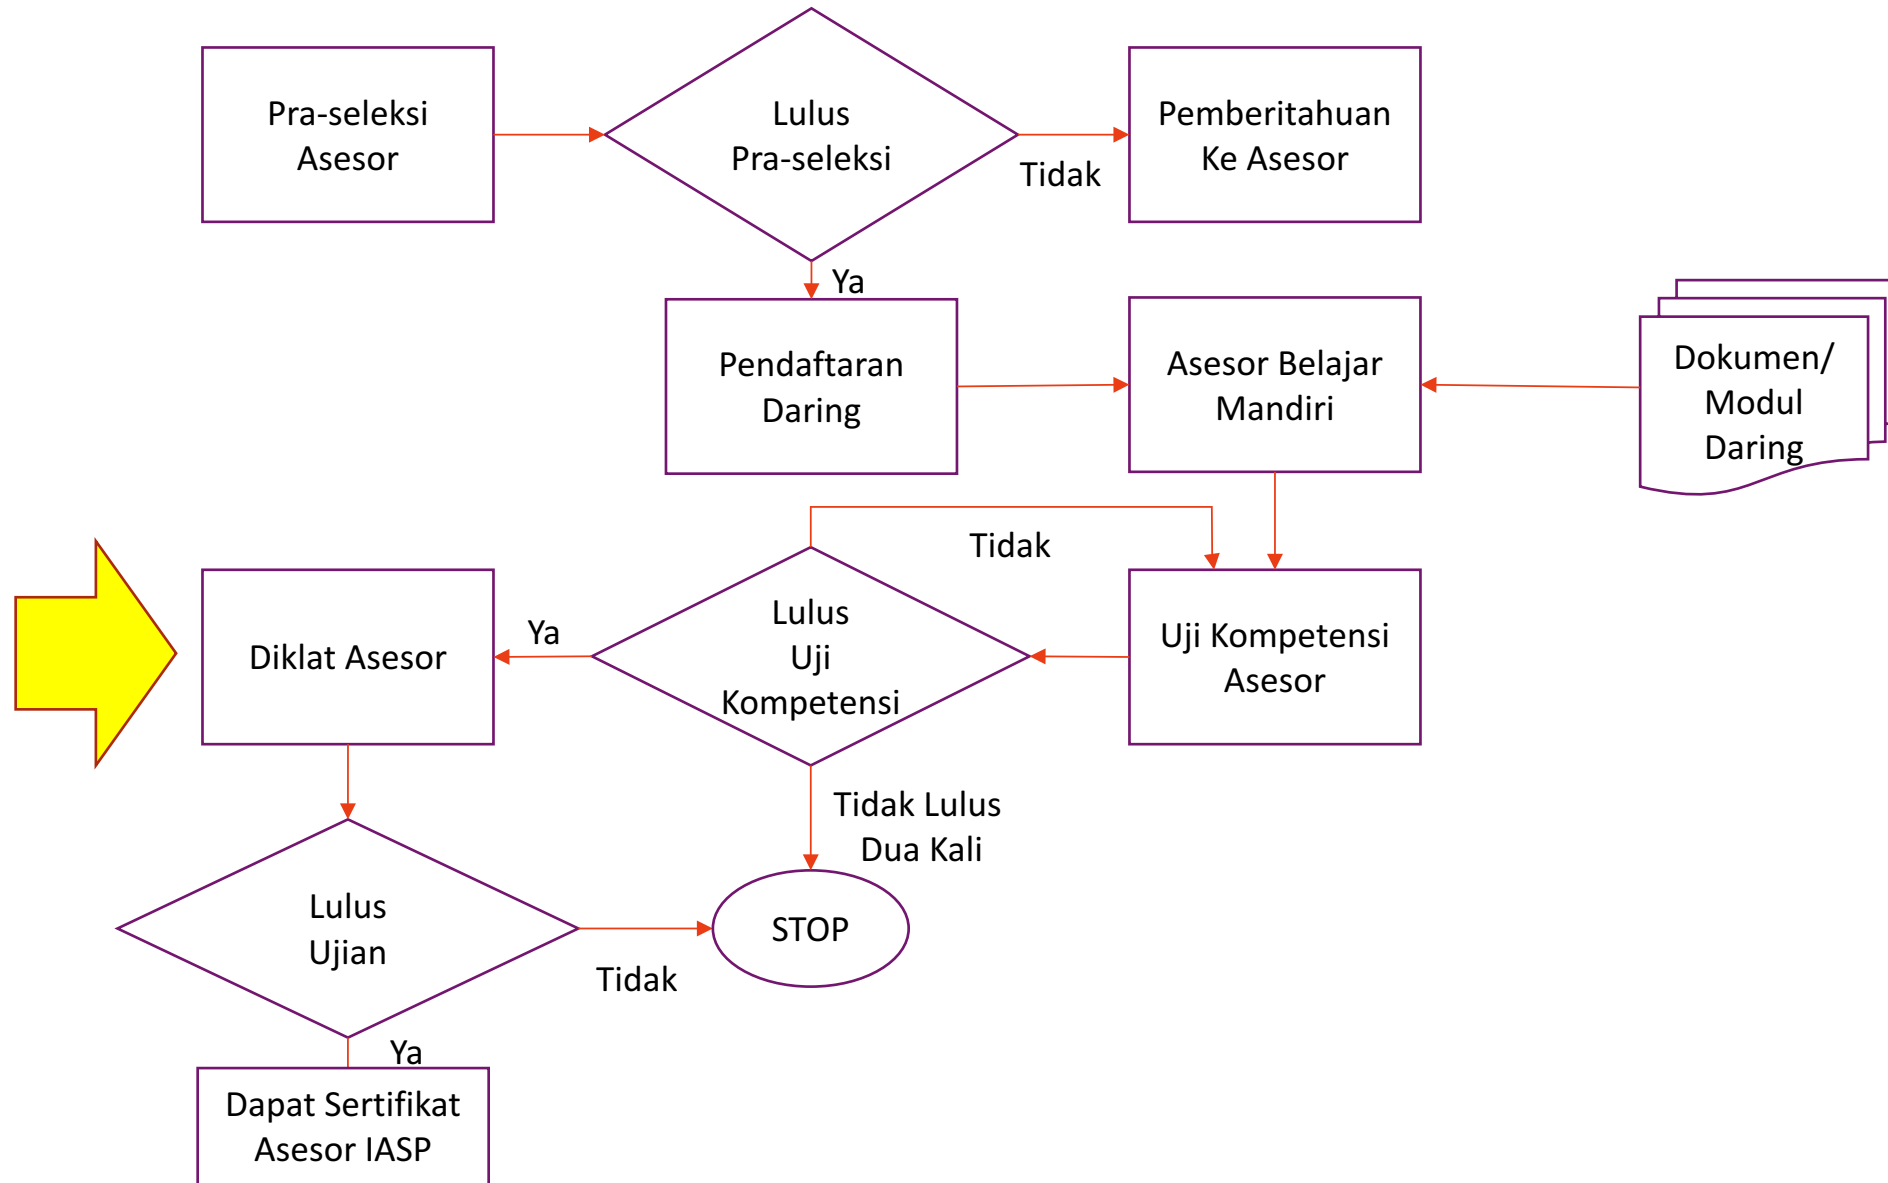 Pra-seleksi
Asesor
Lulus
Pra-seleksi
Tidak
Pemberitahuan
Ke Asesor
Ya
Pendaftaran
Daring
Asesor Belajar
Mandiri
Dokumen/
Modul
Daring
Tidak
Diklat Asesor
Ya
Lulus
Uji
Kompetensi
Uji Kompetensi
Asesor
Tidak Lulus
Dua Kali
Lulus
Ujian
Tidak
STOP
Ya
Dapat Sertifikat
Asesor IASP